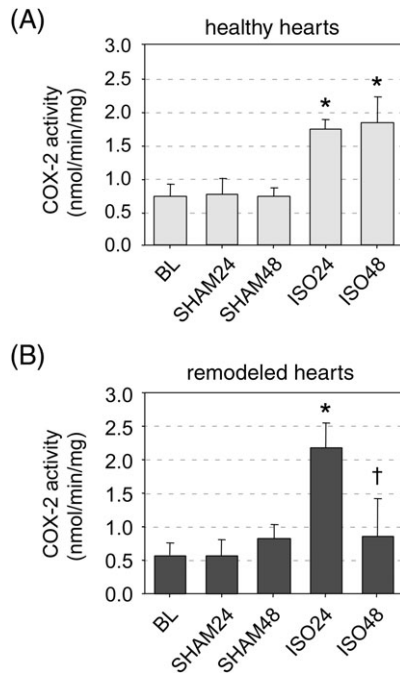 (A)
healthy hearts
COX-2 activity
(nmol/min/mg)
3.0
2.5
2.0
1.5
1.0
0.5
0.0
*
*
BL
SHAM24
SHAM48
ISO24
ISO48
(B)
remodeled hearts
COX-2 activity
(nmol/min/mg)
3.0
2.5
2.0
1.5
1.0
0.5
0.0
*
†
BL
SHAM24
SHAM48
ISO24
ISO48